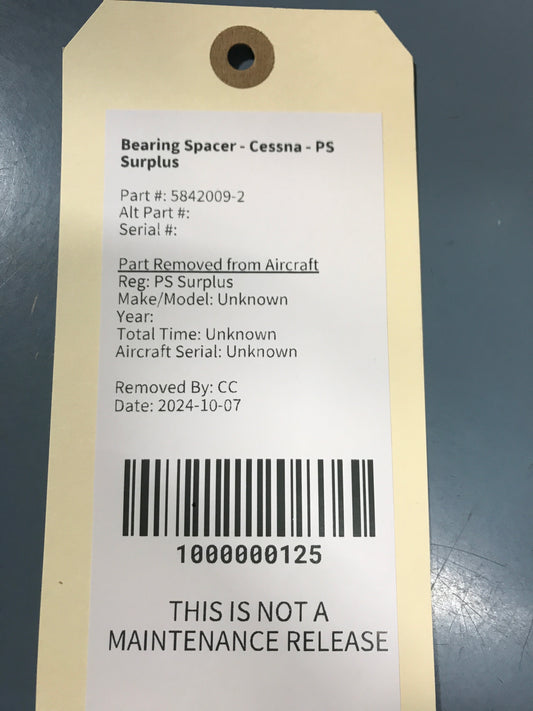 Bearing Spacer - Cessna - PS
Surplus
Part #: 5842009-2
Alt Part #:
Serial #:
Part Removed from Aircraft
Reg: PS Surplus
Make/Model: Unknown
Year:
Total Time: Unknown
Aircraft Serial: Unknown
Removed By: CC
Date: 2024-10-07
1000000125
THIS IS NOT A
MAINTENANCE RELEASE